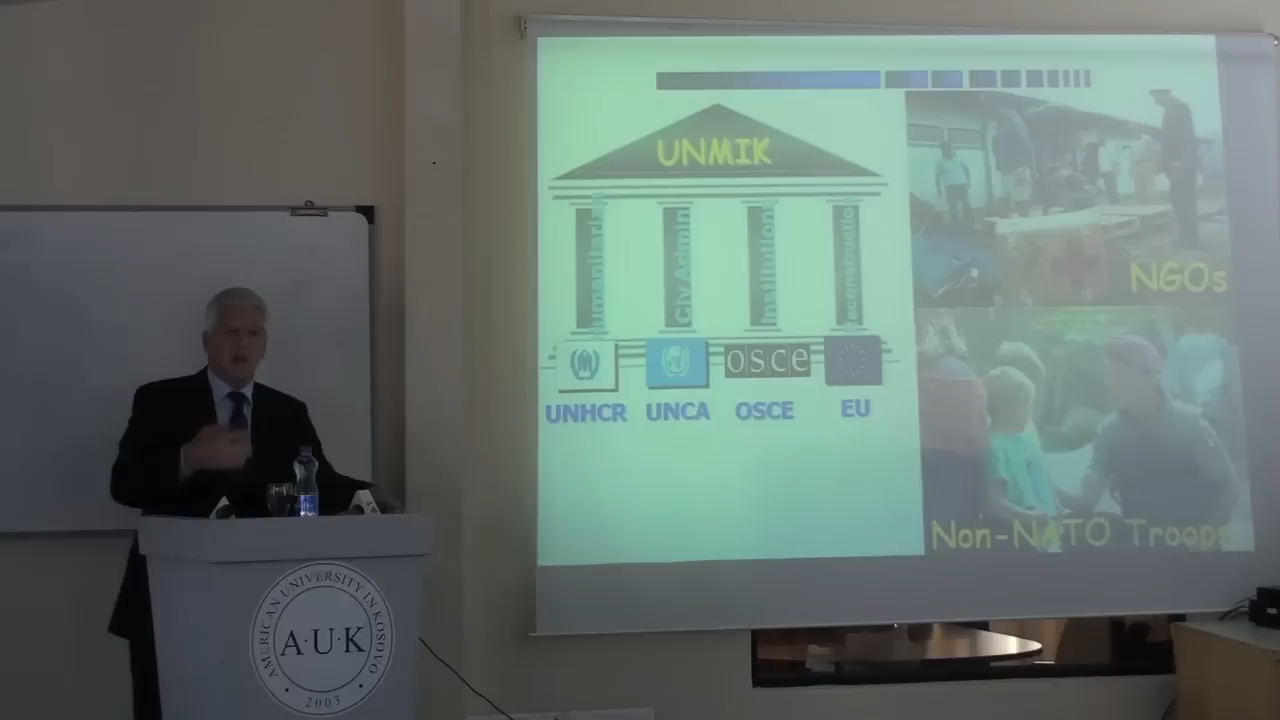 UNMIK
Humanitarian
Civ Admin
Institutions
Reconstruction
OSCE
UNHCR
UNCA
OSCE
EU
NGOs
Non-NATO Troops
AMERICAN UNIVERSITY IN KOSOVO
A·U·K
2003